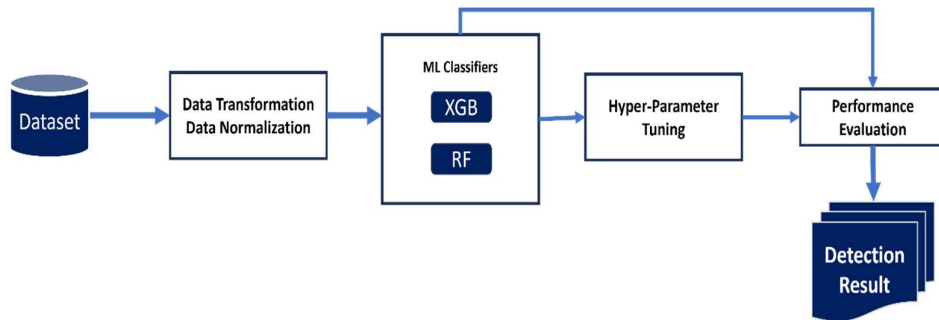 Dataset
Data Transformation
Data Normalization
ML Classifiers
XGB
RF
Hyper-Parameter
Tuning
Performance
Evaluation
Detection
Result